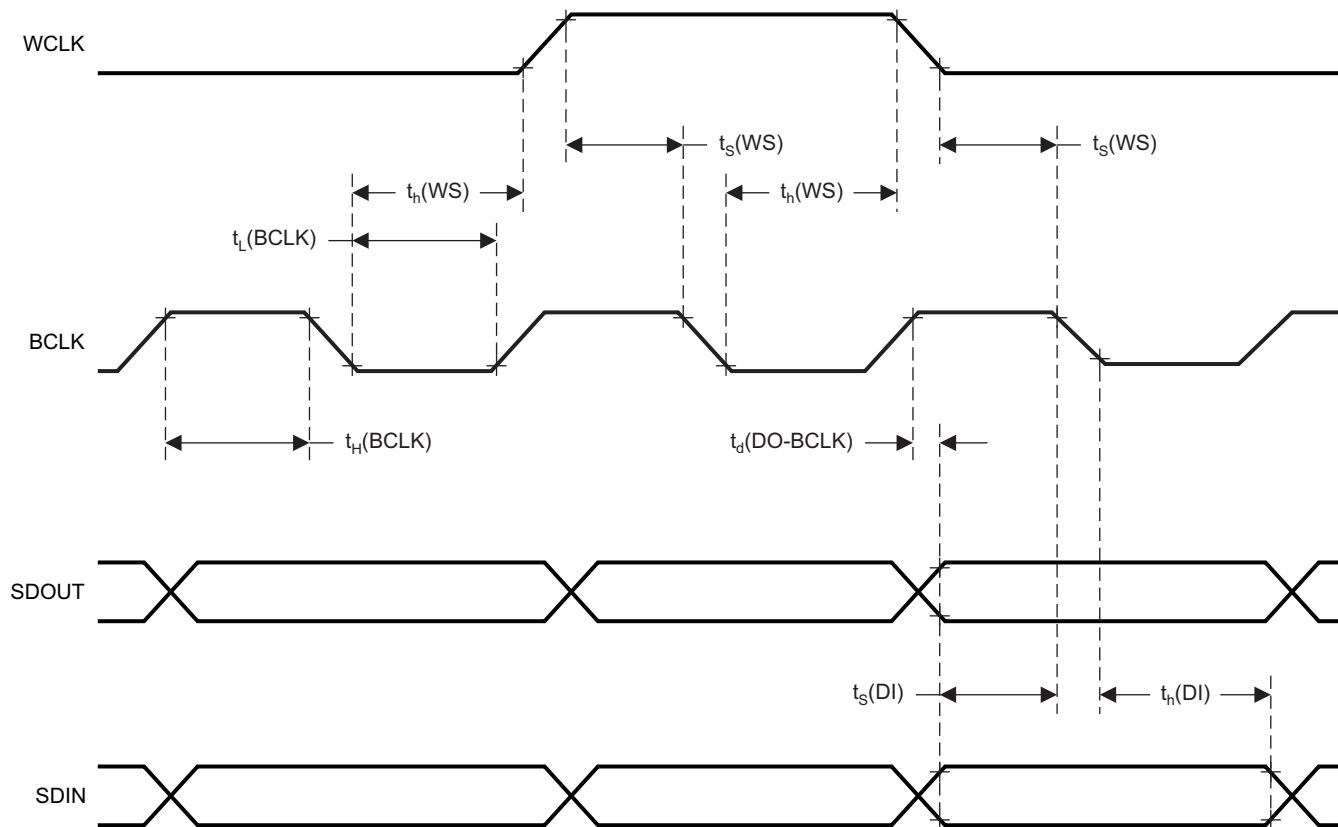 WCLK
tS(WS) tS(WS)
th(WS) th(WS)
tL(BCLK)
BCLK
tH(BCLK) td(DO-BCLK)
SDOUT
tS(DI) th(DI)
SDIN